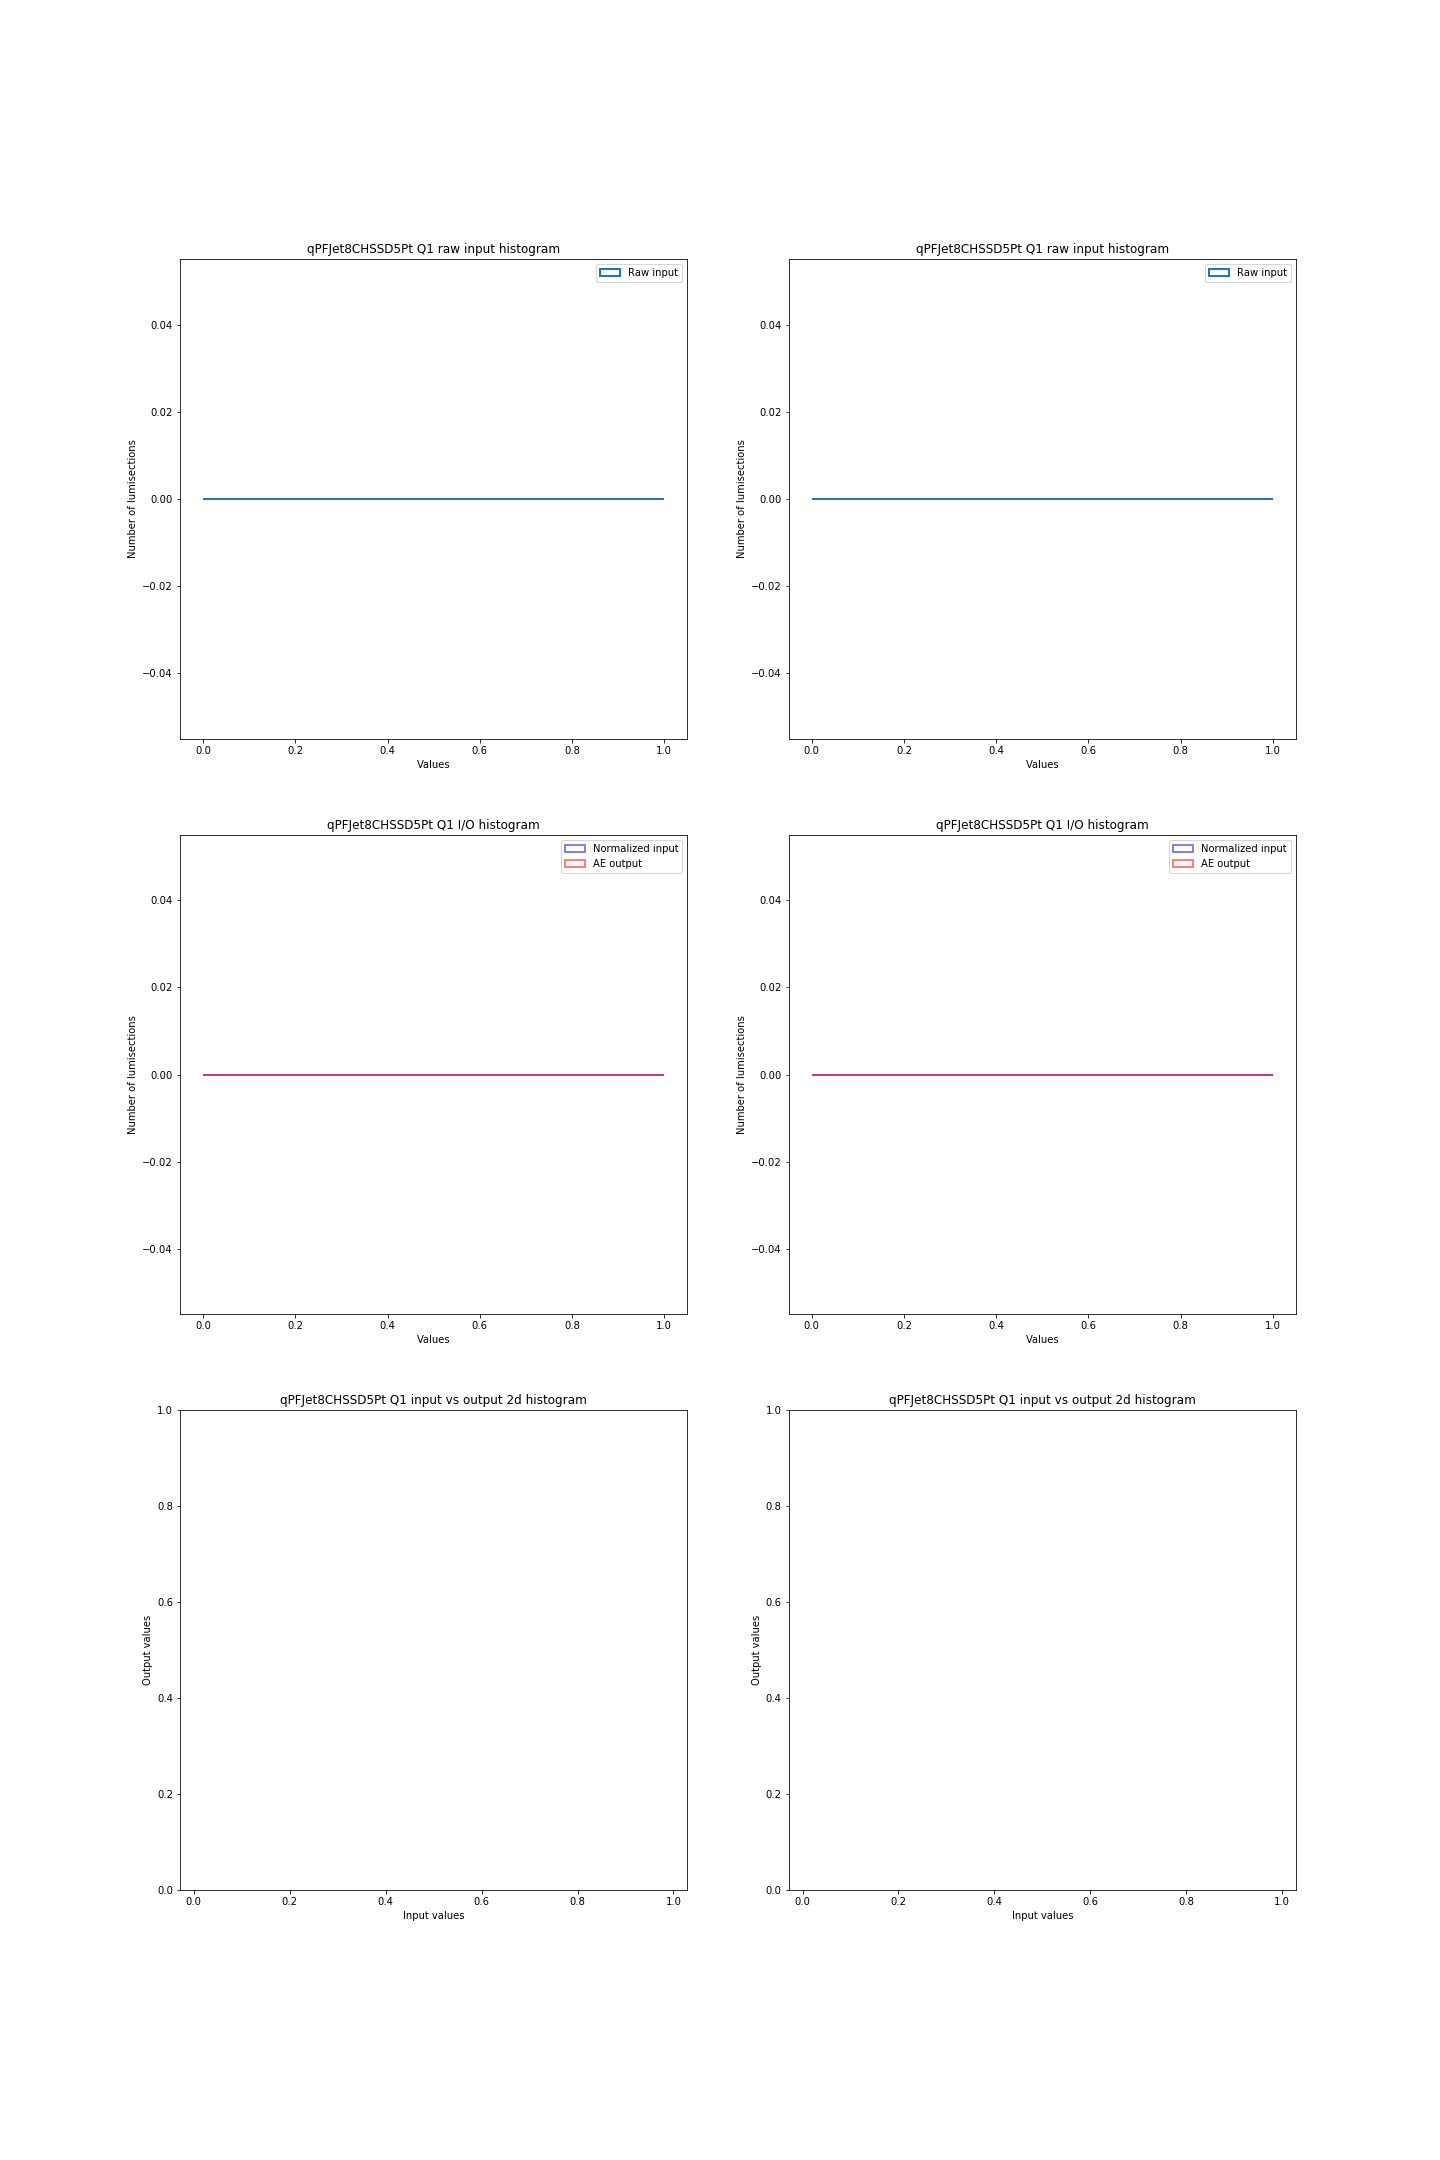 qPFJet8CHSSD5Pt Q1 raw input histogram
Raw input
0.04
0.02
0.00
−0.02
−0.04
Number of lumisections
0.0 0.2 0.4 0.6 0.8 1.0
Values
qPFJet8CHSSD5Pt Q1 raw input histogram
Raw input
0.04
0.02
0.00
−0.02
−0.04
Number of lumisections
0.0 0.2 0.4 0.6 0.8 1.0
Values
qPFJet8CHSSD5Pt Q1 I/O histogram
Normalized input
AE output
0.04
0.02
0.00
−0.02
−0.04
Number of lumisections
0.0 0.2 0.4 0.6 0.8 1.0
Values
qPFJet8CHSSD5Pt Q1 I/O histogram
Normalized input
AE output
0.04
0.02
0.00
−0.02
−0.04
Number of lumisections
0.0 0.2 0.4 0.6 0.8 1.0
Values
qPFJet8CHSSD5Pt Q1 input vs output 2d histogram
1.0
0.8
0.6
0.4
0.2
0.0
Output values
0.0 0.2 0.4 0.6 0.8 1.0
Input values
qPFJet8CHSSD5Pt Q1 input vs output 2d histogram
1.0
0.8
0.6
0.4
0.2
0.0
Output values
0.0 0.2 0.4 0.6 0.8 1.0
Input values